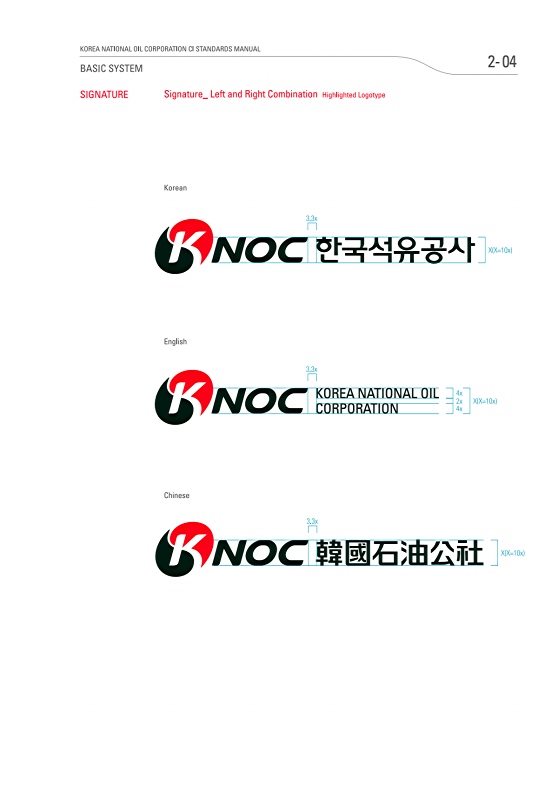 KOREA NATIONAL OIL CORPORATION CI STANDARDS MANUAL
2-04
BASIC SYSTEM
SIGNATURE
Signature_ Left and Right Combination Highlighted Logotype
Korean
3.3x
KNOC 한국석유공사
X(X=10x)
English
3.3x
KNOC
KOREA NATIONAL OIL
CORPORATION
4x
2x
4x
X(X=10x)
Chinese
3.3x
KNOC 韓國石油公社
X(X=10x)